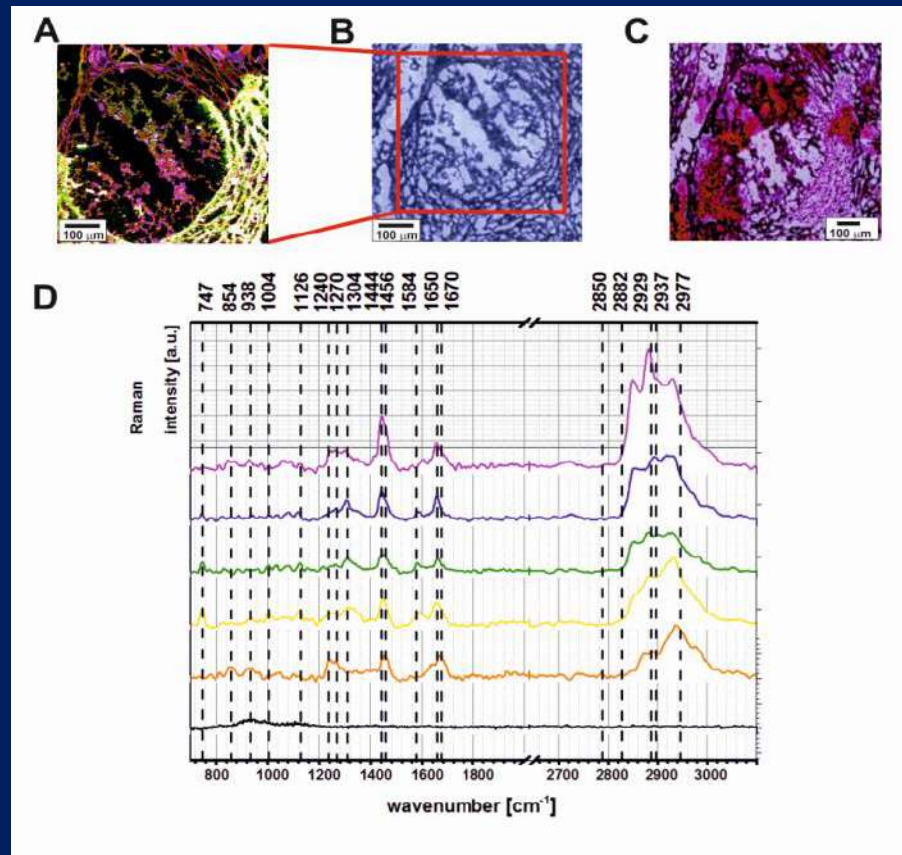 A
B
C
100 µm
100 µm
100 µm
D
747
854
938
1004
1126
1240
1270
1304
1444
1456
1584
1650
1670
2850
2882
2929
2937
2977
Raman
intensity [a.u.]
800 1000 1200 1400 1600 1800 2700 2800 2900 3000
wavenumber [cm-1]